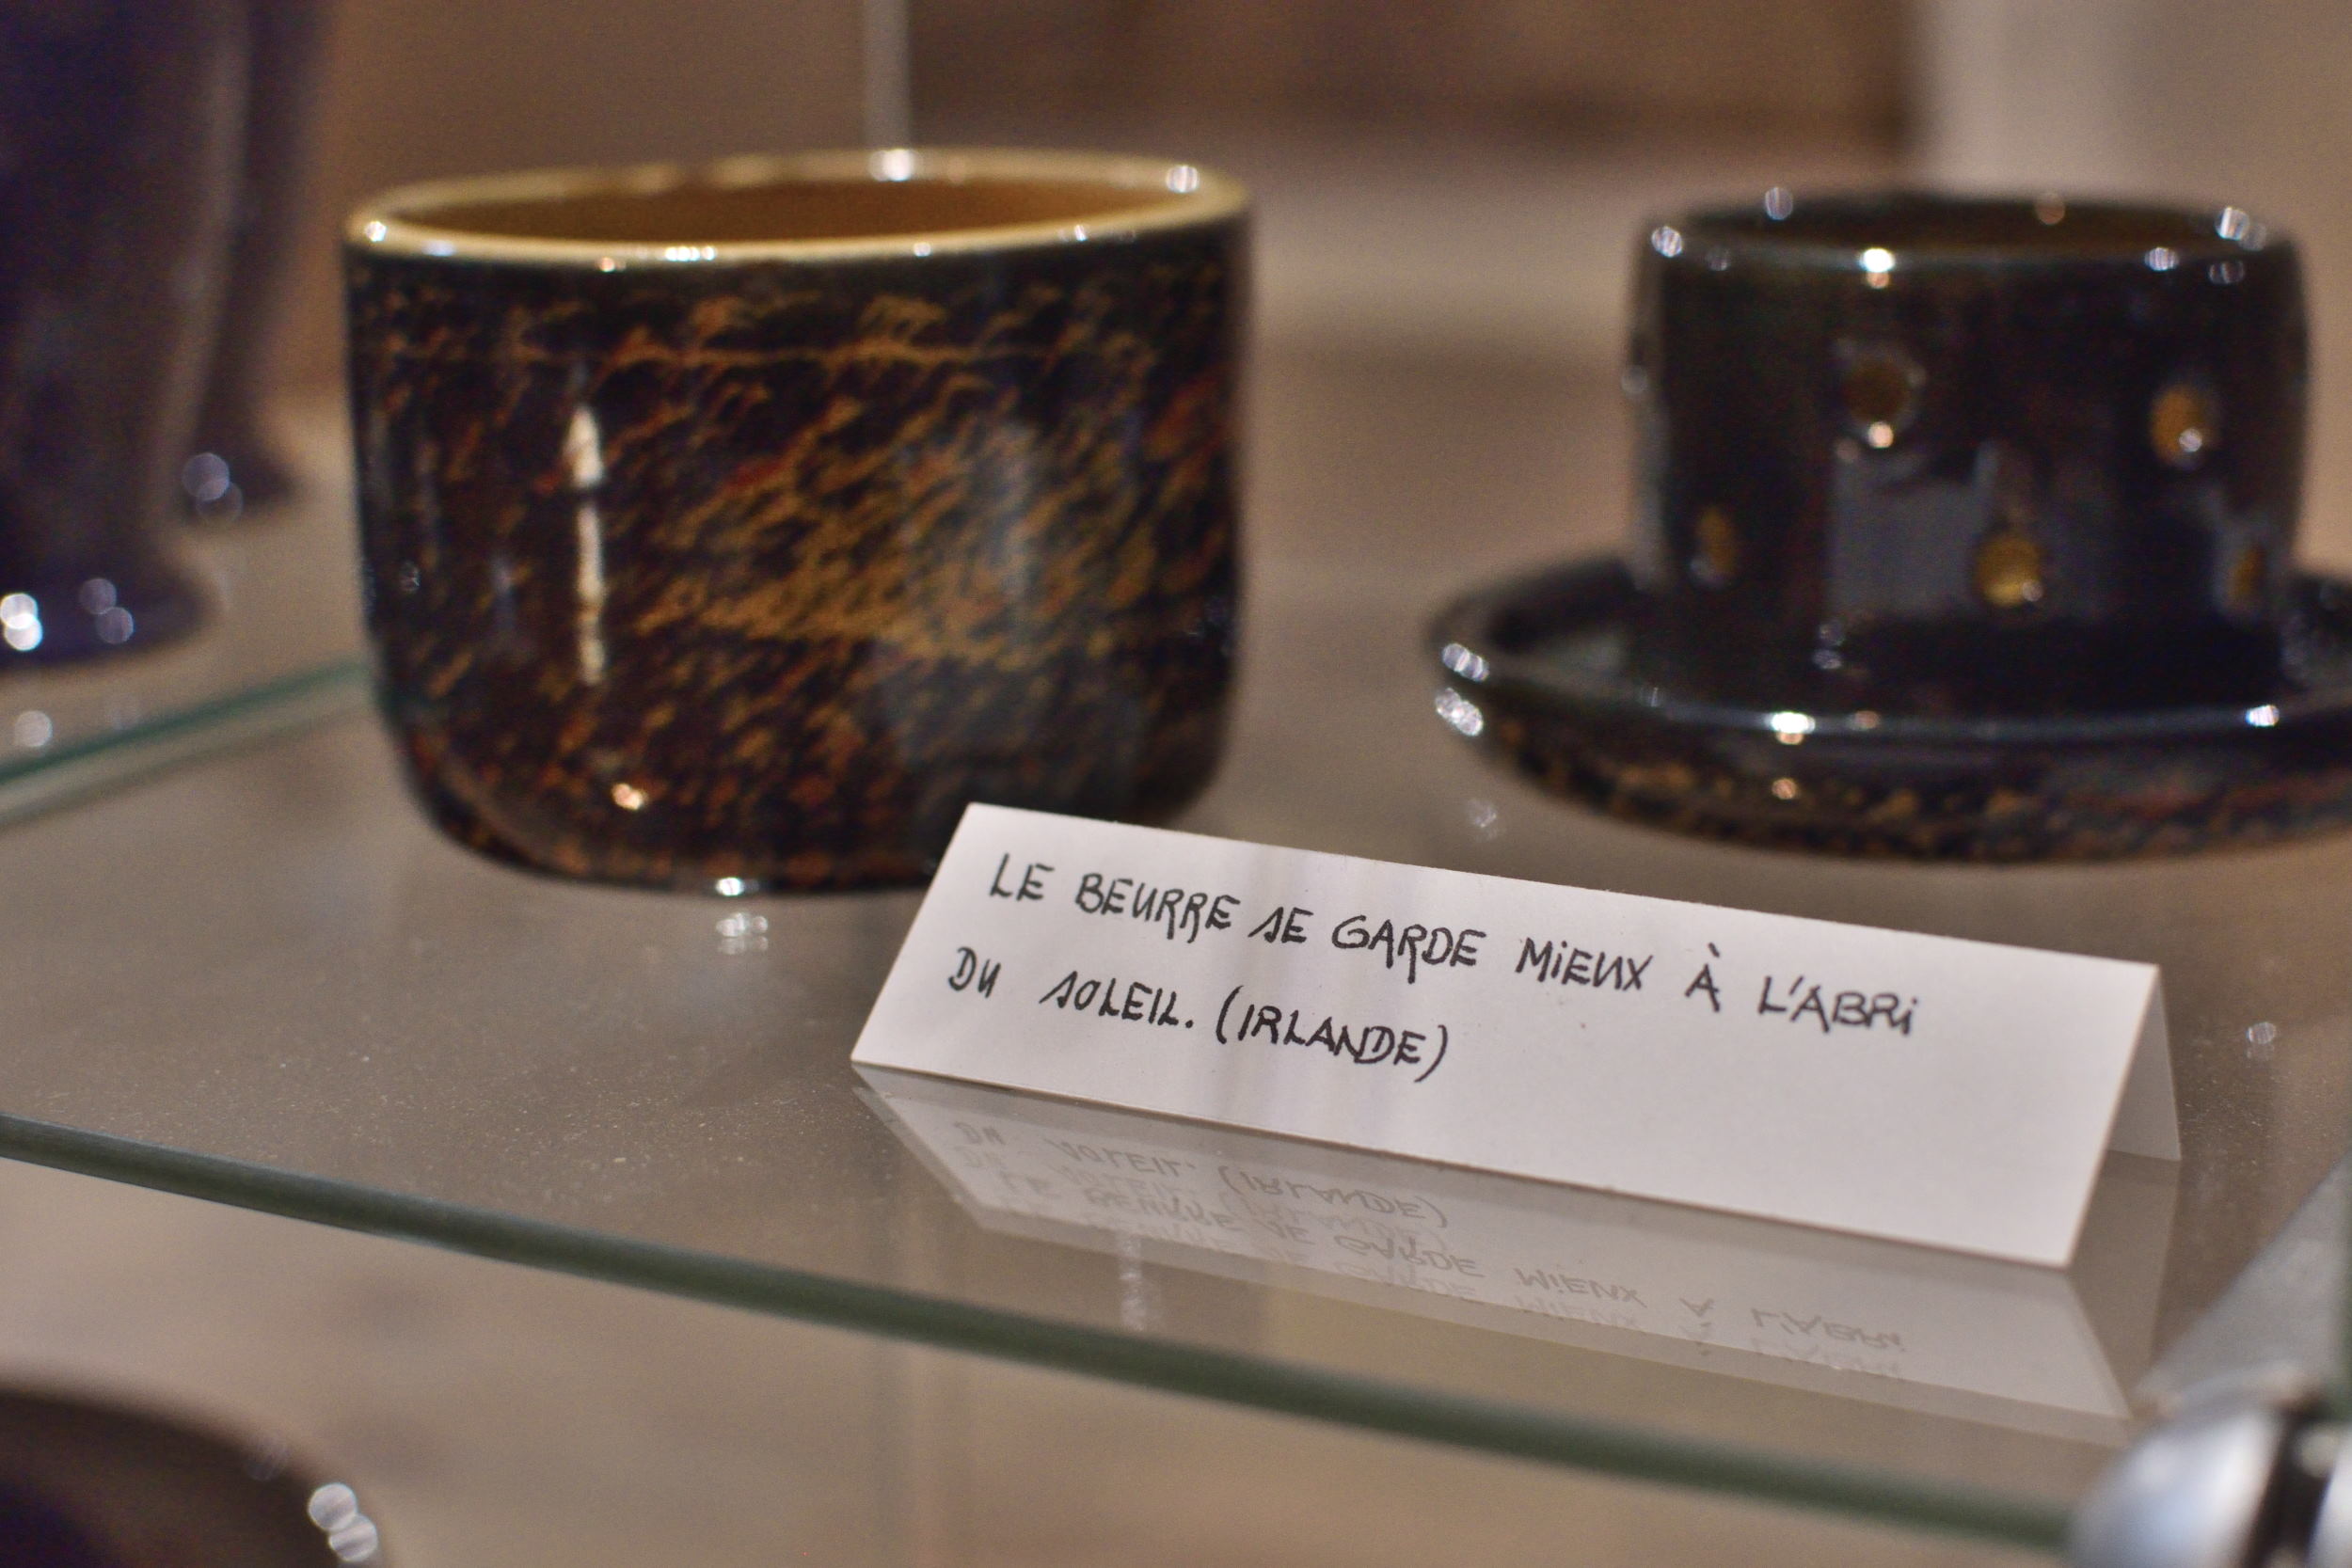 LE BEURRE SE GARDE MiEUX À L'ABRi
DU SOLEIL. (IRLANDE)